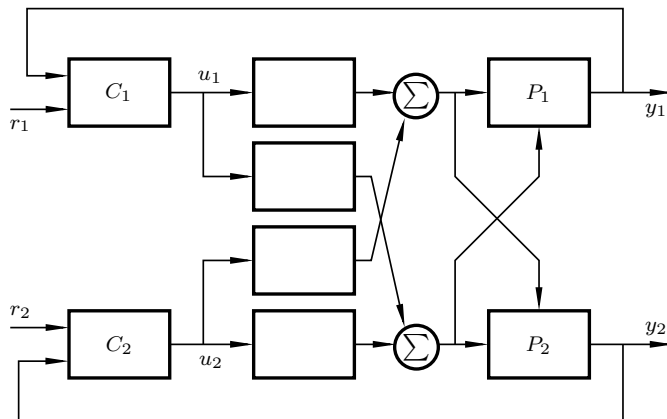 u₁
C₁
∑
P₁
r₁
y₁
r₂
y₂
C₂
∑
P₂
u₂